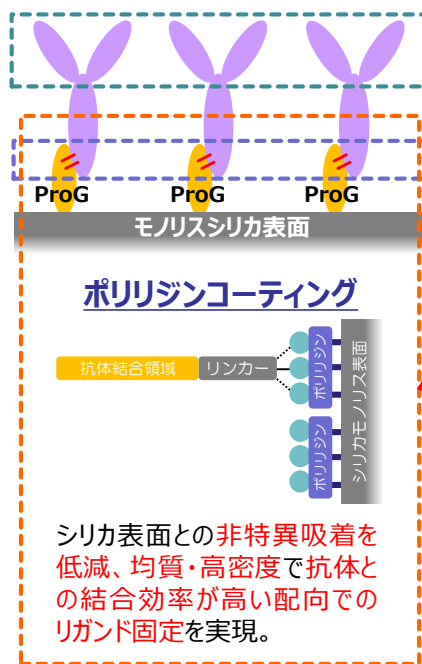 ProG ProG ProG
モノリスシリカ表面
ポリリジンコーティング
抗体結合領域 リンカー
ポリリジン
ポリリジン
シリカモノリス表面
シリカ表面との非特異吸着を
低減、均質・高密度で抗体と
の結合効率が高い配向での
リガンド固定を実現。